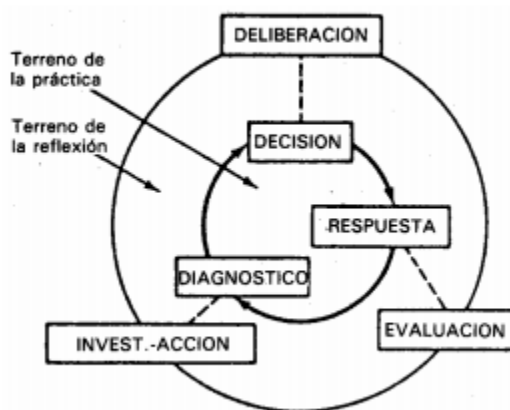 DELIBERACION
Terreno de
la práctica
Terreno de
la reflexión
DECISION
RESPUESTA
DIAGNOSTICO
EVALUACION
INVEST.-ACCION